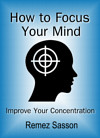 How to Focus
Your Mind
Improve Your Concentration
Remez Sasson